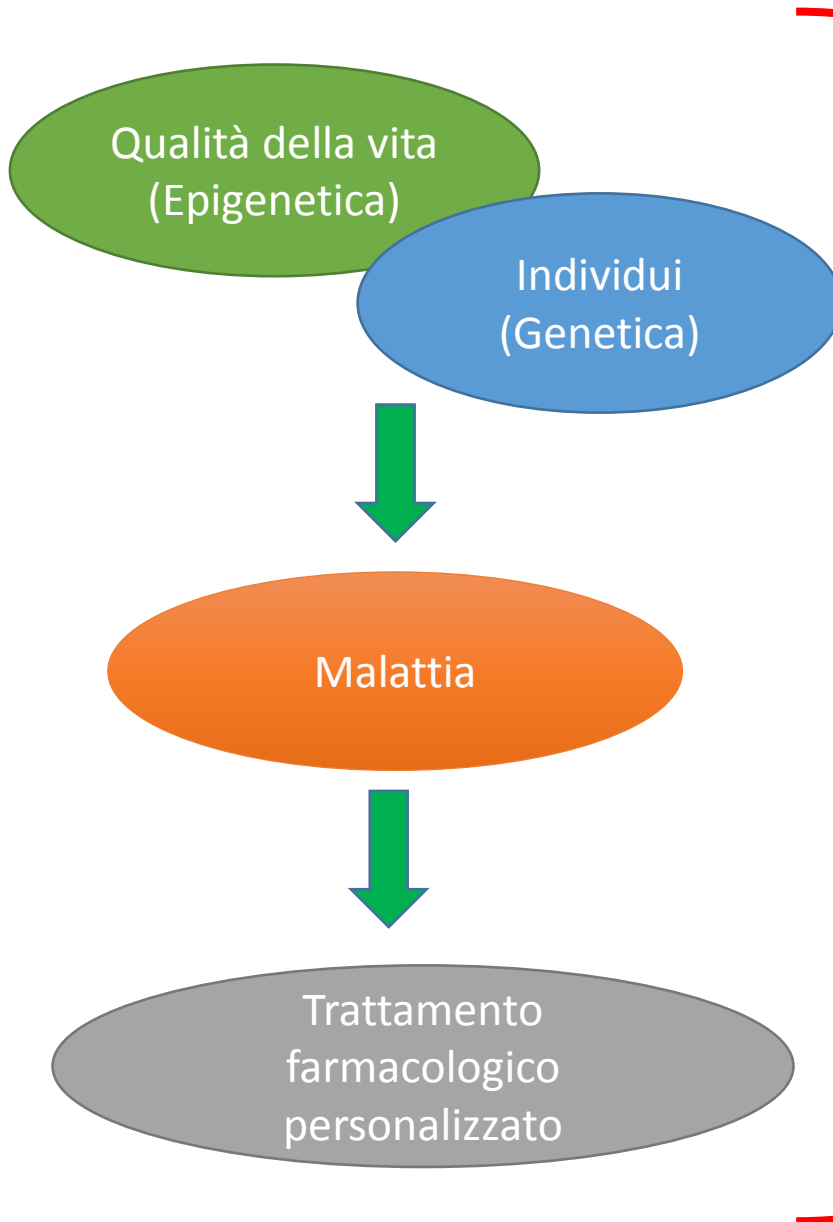 Qualità della vita
(Epigenetica)
Individui
(Genetica)
Malattia
Trattamento
farmacologico
personalizzato